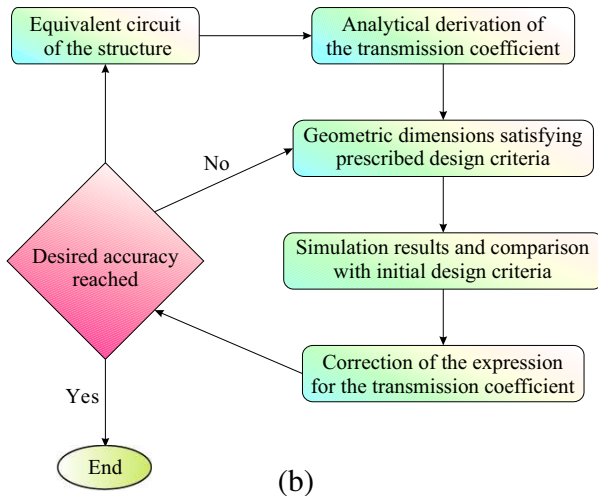 Equivalent circuit
of the structure
Analytical derivation of
the transmission coefficient
Geometric dimensions satisfying
prescribed design criteria
No
Simulation results and comparison
with initial design criteria
Desired accuracy
reached
Correction of the expression
for the transmission coefficient
Yes
End
(b)